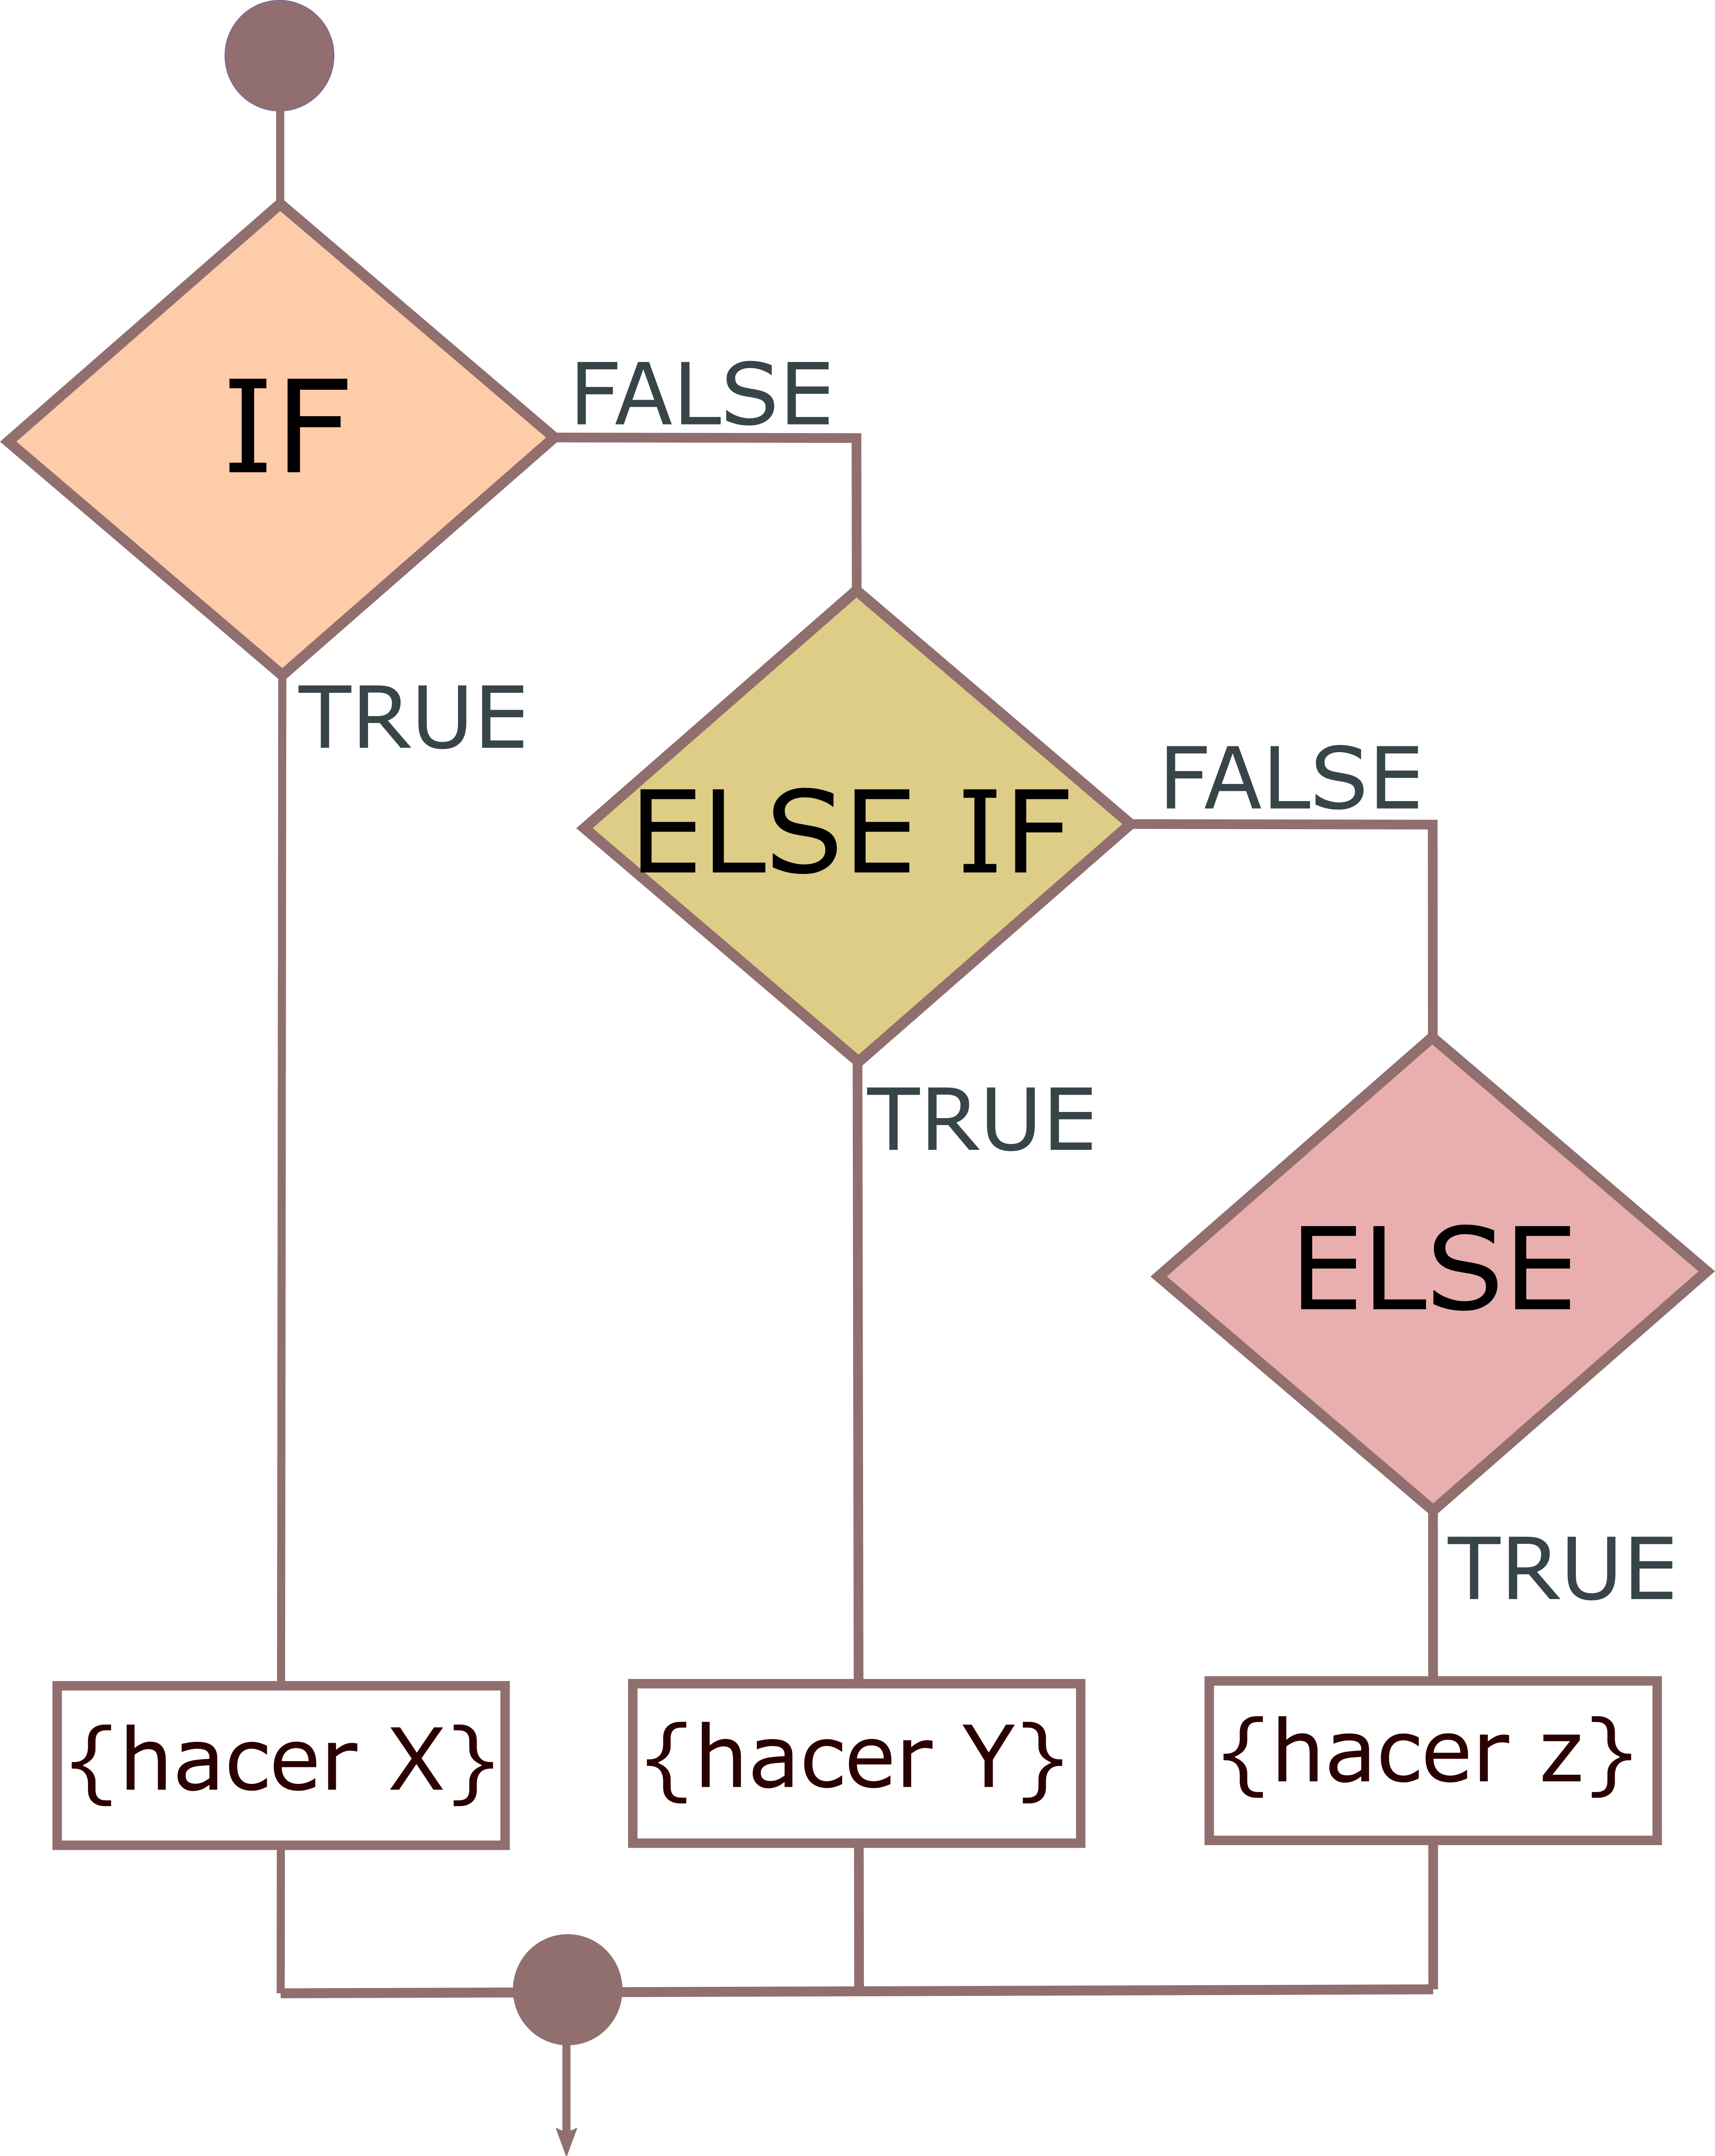 IF
FALSE
TRUE
ELSE IF
FALSE
TRUE
ELSE
TRUE
{hacer X}
{hacer Y}
{hacer z}